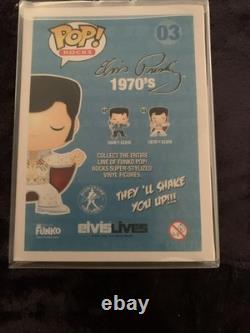 POP!
ROCKS
03
Elvis Presley
1970'S
COLLECT THE ENTIRE
LINE OF FUNKO POP!
ROCKS SUPER-STYLIZED
VINYL FIGURES.
THEY 'LL SHAKE
YOU UP!!!
FUNKO
elvisLives